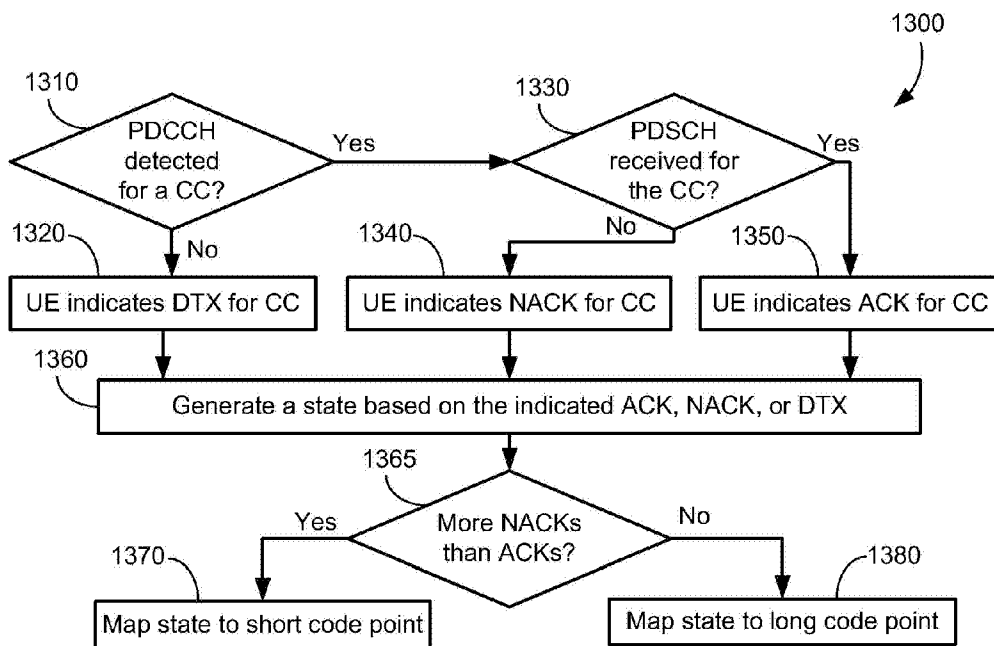 1300
1310
1330
PDCCH
detected
for a CC?
Yes
PDSCH
received for
the CC?
Yes
1320
No
1340
No
1350
UE indicates DTX for CC
UE indicates NACK for CC
UE indicates ACK for CC
1360
Generate a state based on the indicated ACK, NACK, or DTX
1365
Yes
More NACKs
than ACKs?
No
1370
1380
Map state to short code point
Map state to long code point